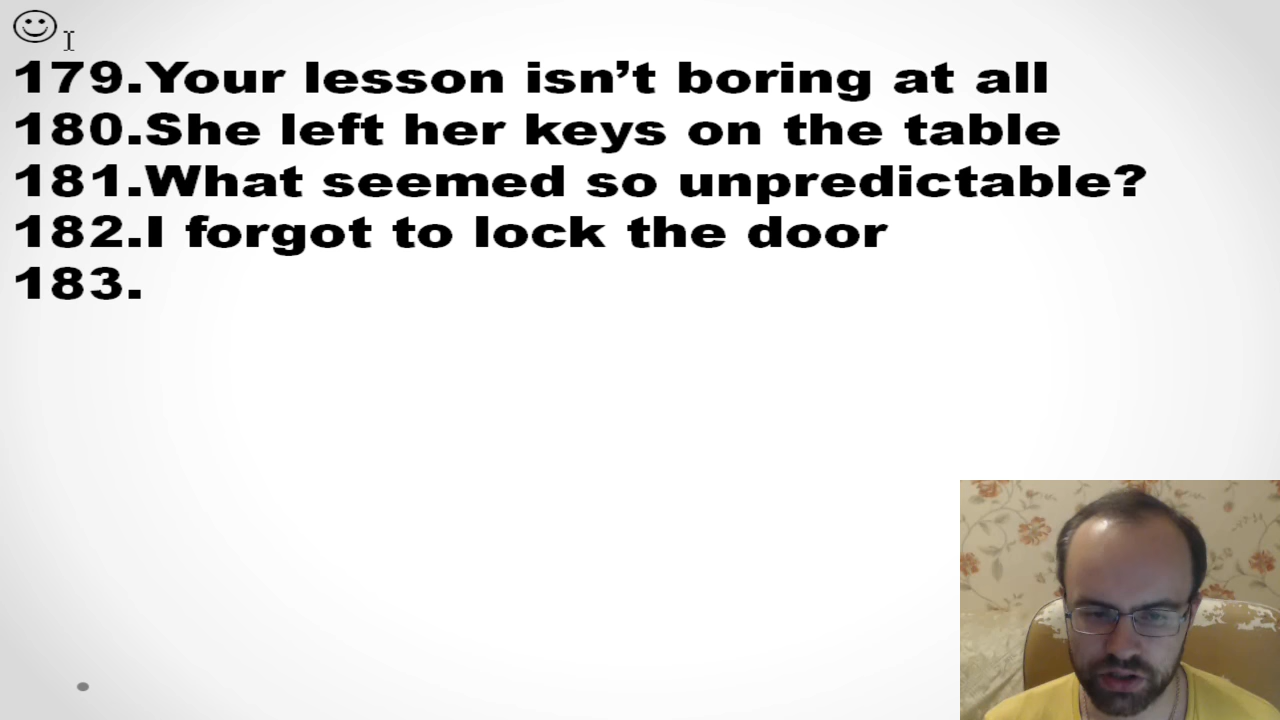 179.Your lesson isn’t boring at all
180.She left her keys on the table
181.What seemed so unpredictable?
182.I forgot to lock the door
183.